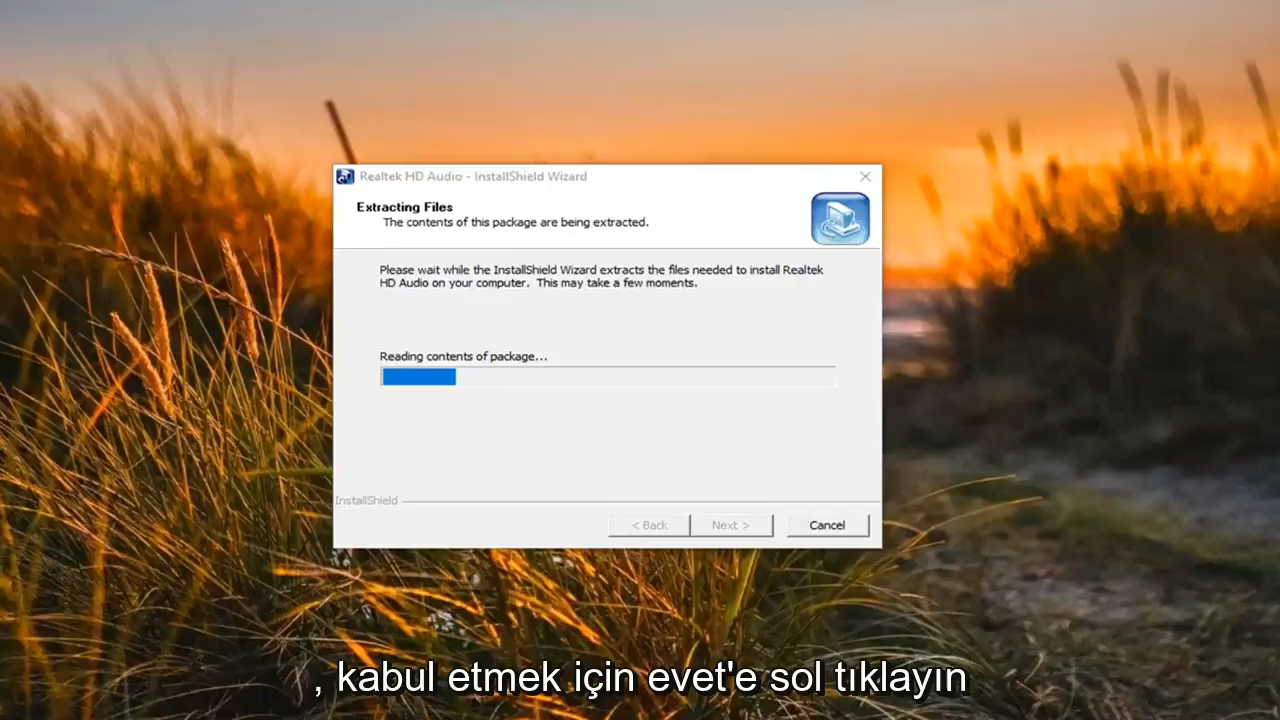 Realtek HD Audio - InstallShield Wizard
Extracting Files
The contents of this package are being extracted.
Please wait while the InstallShield Wizard extracts the files needed to install Realtek
HD Audio on your computer. This may take a few moments.
Reading contents of package...
InstallShield
< Back
Next >
Cancel
, kabul etmek için evet'e sol tıklayın